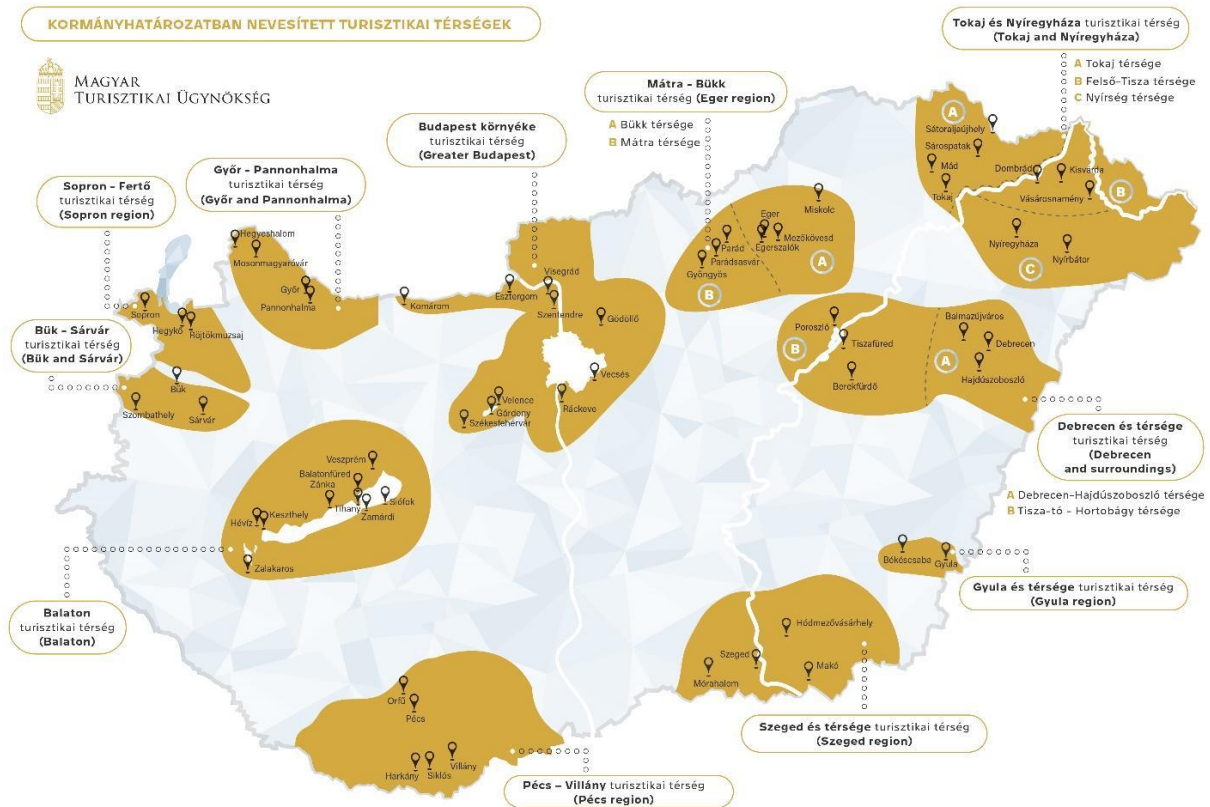 KORMÁNYHATÁROZATBAN NEVESÍTETT TURISZTIKAI TÉRSÉGEK
MAGYAR
TURISZTIKAI ÜGYNÖKSÉG
Sopron – Fertő
turisztikai térség
(Sopron region)
Győr – Pannonhalma
turisztikai térség
(Győr and Pannonhalma)
Budapest környéke
turisztikai térség
(Greater Budapest)
Mátra – Bükk
turisztikai térség (Eger region)
A Bükk térsége
B Mátra térsége
Tokaj és Nyíregyháza turisztikai térség
(Tokaj and Nyíregyháza)
A Tokaj térsége
B Felső-Tisza térsége
C Nyírség térsége
Bük – Sárvár
turisztikai térség
(Bük and Sárvár)
Hegyeshalom
Mosonmagyaróvár
Győr
Pannonhalma
Sopron
Hegykő
Röjtökmuzsaj
Bük
Szombathely
Sárvár
Komárom
Esztorgom
Visegrád
Szentendre
Gödöllő
Vecsés
Ráckeve
Velence
Gárdony
Székesfehérvár
A
B
Miskolc
Eger
Egerszalók
Mezőkövesd
Parád
Parádsasvár
Gyöngyös
A
B
C
Sátoraljaújhely
Sárospatak
Mád
Tokaj
Dombrád
Kisvárda
Vásárosnamény
Nyíregyháza
Nyírbátor
B
A
Poroszló
Tiszafüred
Berekfürdő
Balmazújváros
Debrecen
Hajdúszoboszló
Debrecen és térsége
turisztikai térség
(Debrecen
and surroundings)
A Debrecen-Hajdúszoboszló térsége
B Tisza-tó – Hortobágy térsége
Veszprém
Balatonfüred
Zánka
Tihany
Siófok
Zamárdi
Hévíz
Keszthely
Zalakaros
Balaton
turisztikai térség
(Balaton)
Békéscsaba
Gyula
Gyula és térsége turisztikai térség
(Gyula region)
Hódmezővásárhely
Szeged
Makó
Mórahalom
Szeged és térsége turisztikai térség
(Szeged region)
Orfű
Pécs
Harkány
Siklós
Villány
Pécs – Villány turisztikai térség
(Pécs region)